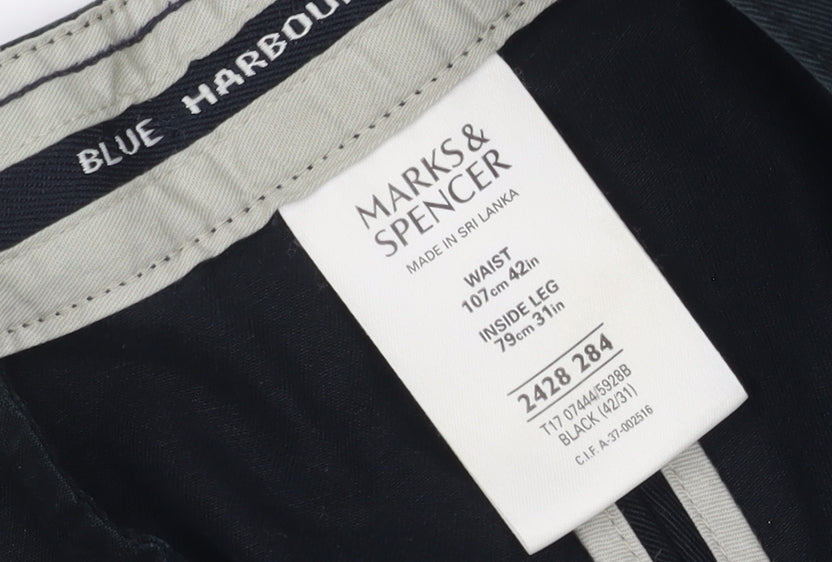 BLUE HARBOU
MARKS &
SPENCER
MADE IN SRI LANKA
WAIST
107cm 42in
INSIDE LEG
79cm 31in
2428 284
T17 07444/5928B
BLACK (42/31)
C.I.F. A-37-002516